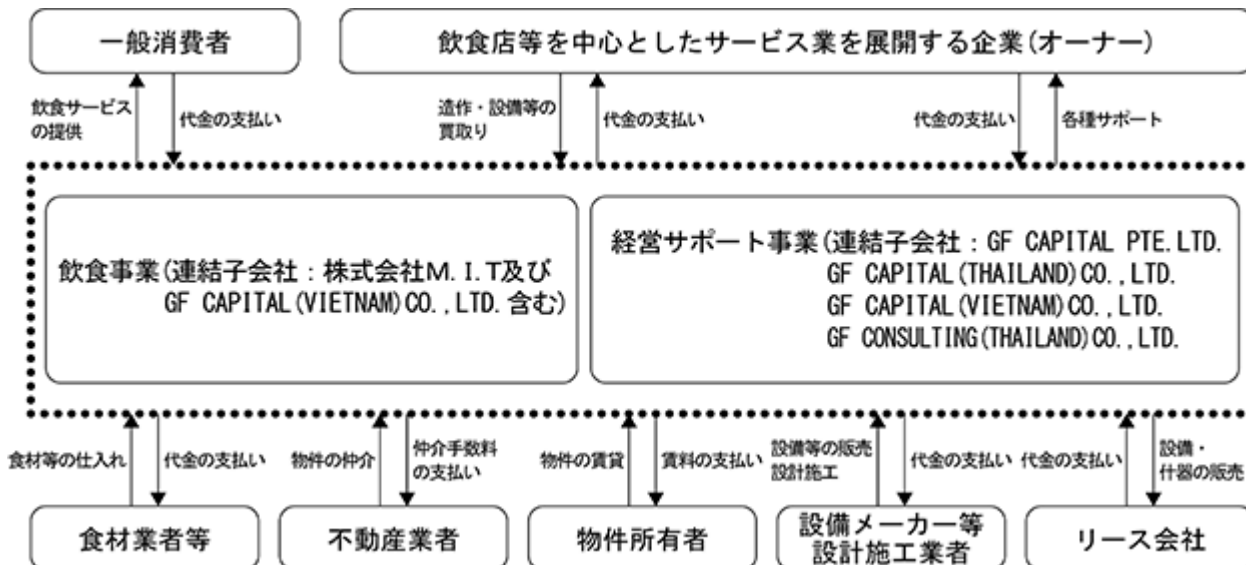 一般消費者
飲食店等を中心としたサービス業を展開する企業(オーナー)
飲食サービス
の提供
代金の支払い
造作・設備等の
買取り
代金の支払い
代金の支払い
各種サポート
飲食事業(連結子会社:株式会社M.I.T及び
GF CAPITAL(VIETNAM)CO.,LTD.含む)
経営サポート事業(連結子会社:GF CAPITAL PTE.LTD.
GF CAPITAL(THAILAND)CO.,LTD.
GF CAPITAL(VIETNAM)CO.,LTD.
GF CONSULTING(THAILAND)CO.,LTD.
食材等の仕入れ
代金の支払い
物件の仲介
仲介手数料
の支払い
物件の賃貸
賃料の支払い
設備等の販売
設計施工
代金の支払い
代金の支払い
設備・
什器の販売
食材業者等
不動産業者
物件所有者
設備メーカー等
設計施工業者
リース会社